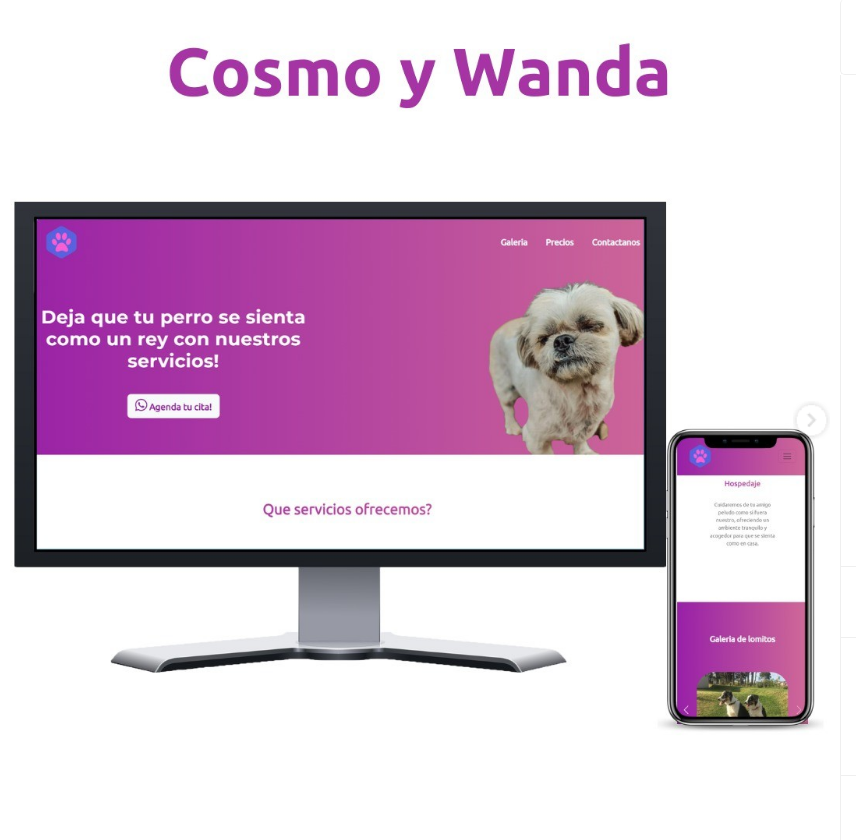 Cosmo y Wanda
Galeria Precios Contactanos
Deja que tu perro se sienta
como un rey con nuestros
servicios!
Agenda tu cita!
Que servicios ofrecemos?
Hospedaje
Cuidaremos de tu amigo
peludo como si fuera
nuestro, ofreciendo un
ambiente tranquilo y
acogedor para que se sienta
como en casa.
Galeria de lomitos